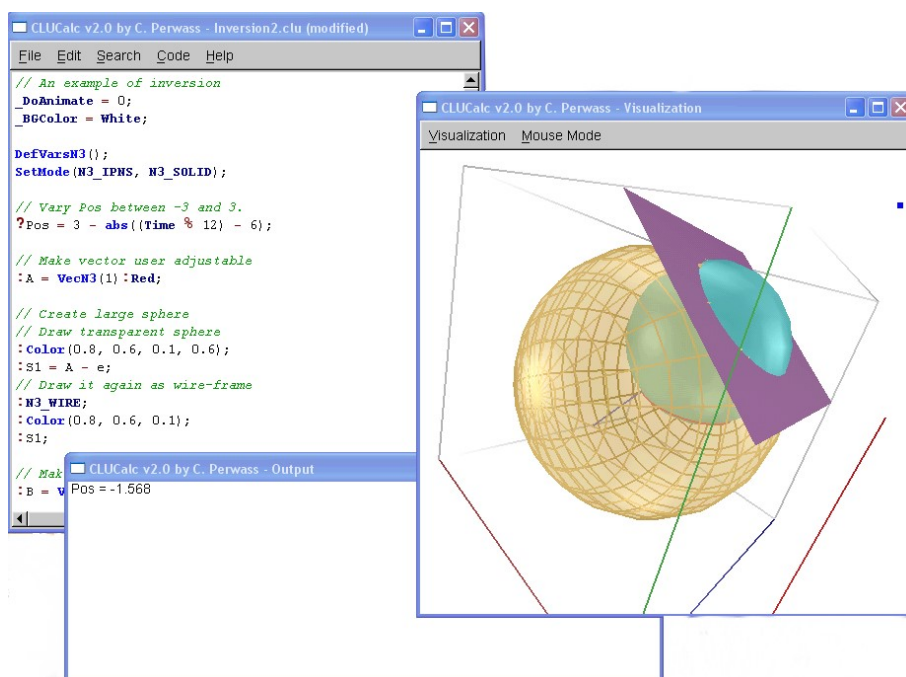 CLUCalc v2.0 by C. Perwass - Inversion2.clu (modified)
File Edit Search Code Help
// An example of inversion
_DoAnimate = 0;
_BGColor = White;
DefVarsN3();
SetMode(N3_IPNS, N3_SOLID);
// Vary Pos between -3 and 3.
?Pos = 3 - abs((Time % 12) - 6);
// Make vector user adjustable
:A = VecN3(1):Red;
// Create large sphere
// Draw transparent sphere
:Color(0.8, 0.6, 0.1, 0.6);
:S1 = A - e;
// Draw it again as wire-frame
:N3_WIRE;
:Color(0.8, 0.6, 0.1);
:S1;
// Mak
:B = V
CLUCalc v2.0 by C. Perwass - Output
Pos = -1.568
CLUCalc v2.0 by C. Perwass - Visualization
Visualization Mouse Mode